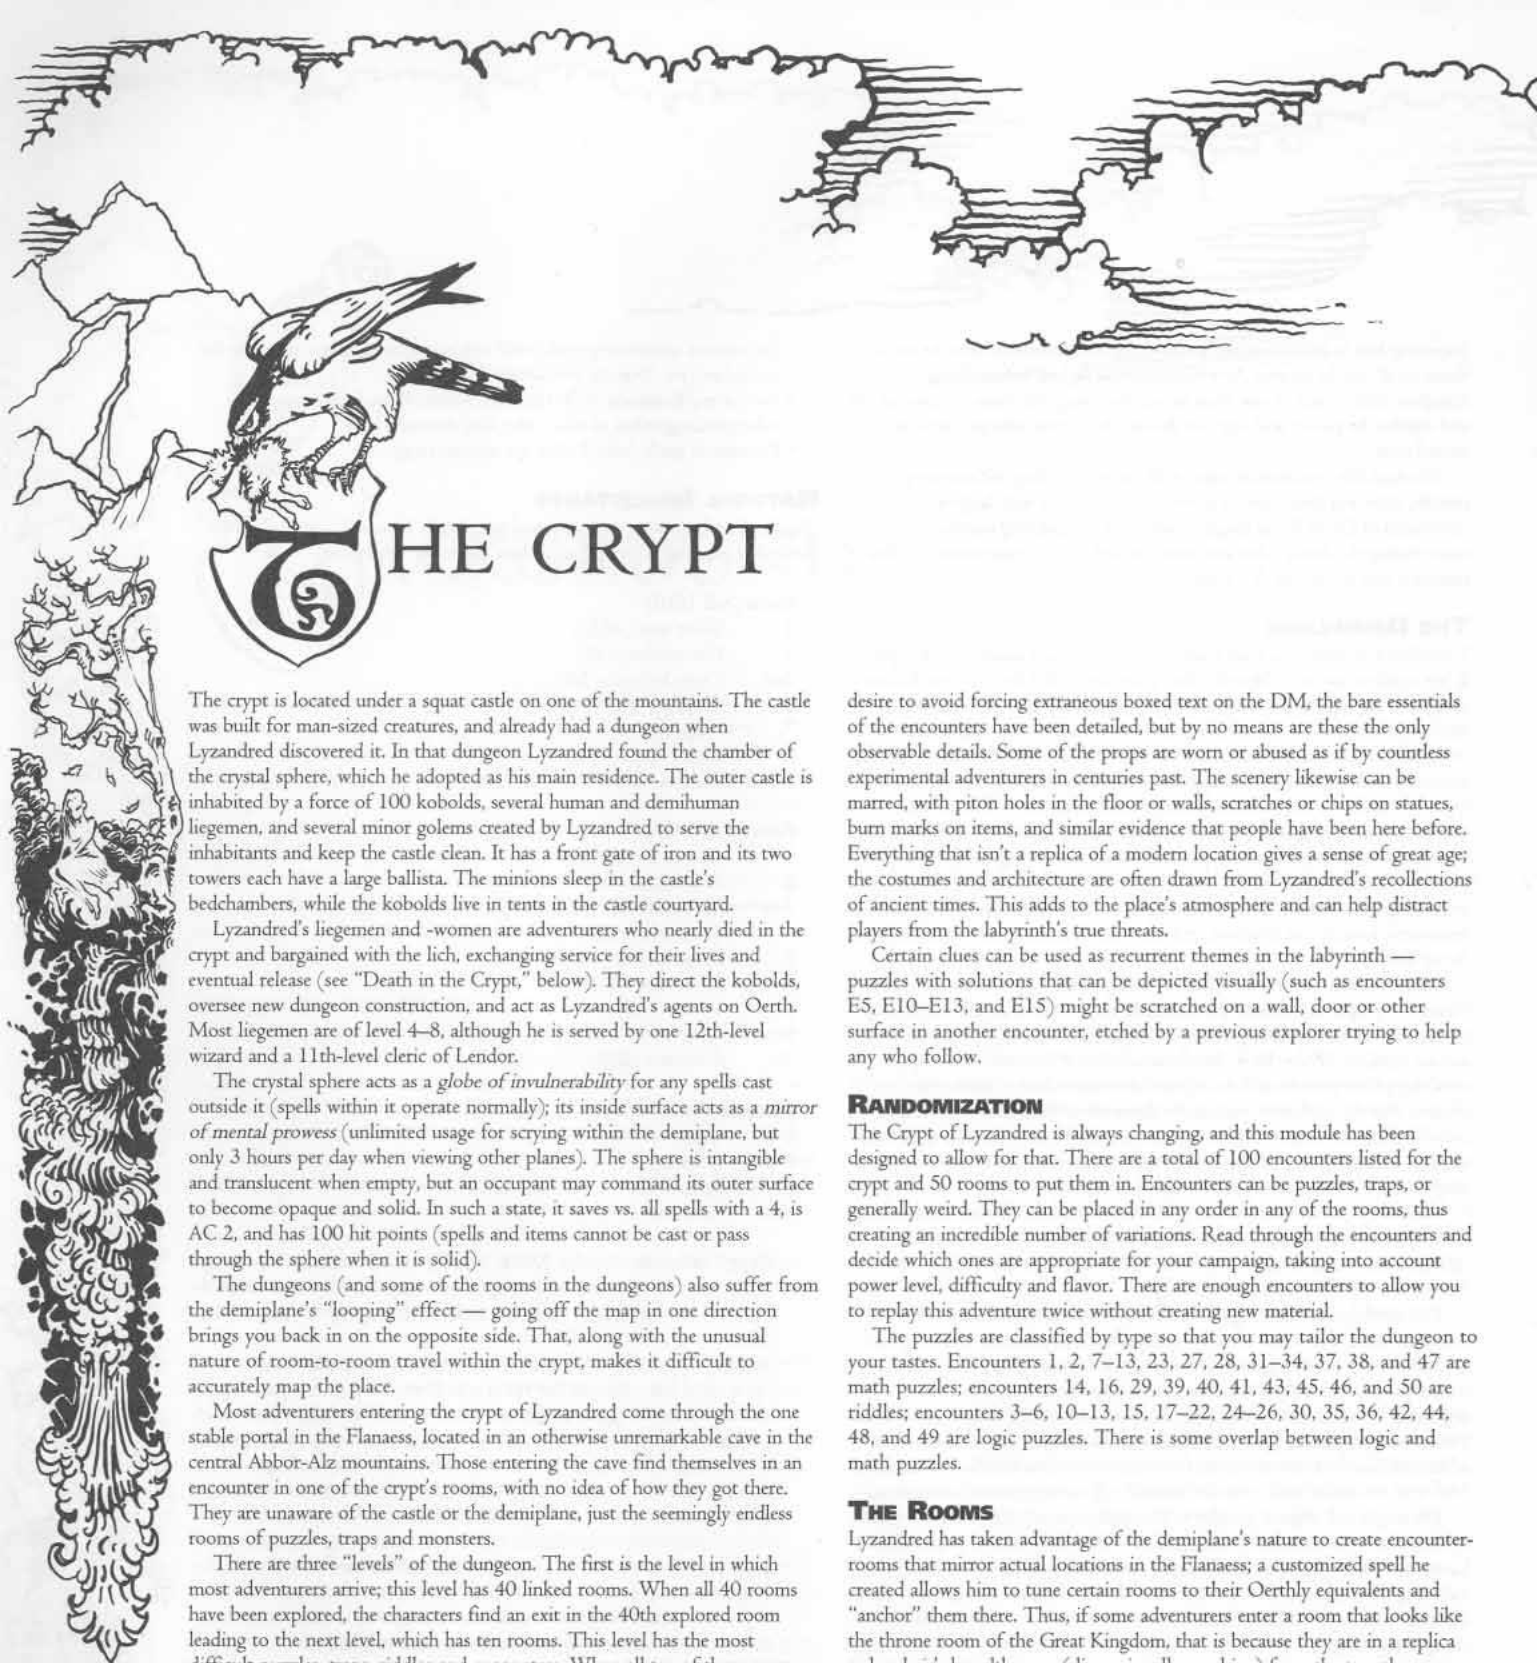 THE CRYPT
The crypt is located under a squat castle on one of the mountains. The castle
was built for man-sized creatures, and already had a dungeon when
Lyzandred discovered it. In that dungeon Lyzandred found the chamber of
the crystal sphere, which he adopted as his main residence. The outer castle is
inhabited by a force of 100 kobolds, several human and demihuman
liegemen, and several minor golems created by Lyzandred to serve the
inhabitants and keep the castle clean. It has a front gate of iron and its two
towers each have a large ballista. The minions sleep in the castle's
bedchambers, while the kobolds live in tents in the castle courtyard.
Lyzandred's liegemen and -women are adventurers who nearly died in the
crypt and bargained with the lich, exchanging service for their lives and
eventual release (see "Death in the Crypt," below). They direct the kobolds,
oversee new dungeon construction, and act as Lyzandred's agents on Oerth.
Most liegemen are of level 4–8, although he is served by one 12th-level
wizard and a 11th-level cleric of Lendor.
The crystal sphere acts as a globe of invulnerability for any spells cast
outside it (spells within it operate normally); its inside surface acts as a mirror
of mental prowess (unlimited usage for scrying within the demiplane, but
only 3 hours per day when viewing other planes). The sphere is intangible
and translucent when empty, but an occupant may command its outer surface
to become opaque and solid. In such a state, it saves vs. all spells with a 4, is
AC 2, and has 100 hit points (spells and items cannot be cast or pass
through the sphere when it is solid).
The dungeons (and some of the rooms in the dungeons) also suffer from
the demiplane's "looping" effect — going off the map in one direction
brings you back in on the opposite side. That, along with the unusual
nature of room-to-room travel within the crypt, makes it difficult to
accurately map the place.
Most adventurers entering the crypt of Lyzandred come through the one
stable portal in the Flanaess, located in an otherwise unremarkable cave in the
central Abbor-Alz mountains. Those entering the cave find themselves in an
encounter in one of the crypt's rooms, with no idea of how they got there.
They are unaware of the castle or the demiplane, just the seemingly endless
rooms of puzzles, traps and monsters.
There are three "levels" of the dungeon. The first is the level in which
most adventurers arrive; this level has 40 linked rooms. When all 40 rooms
have been explored, the characters find an exit in the 40th explored room
leading to the next level, which has ten rooms. This level has the most
desire to avoid forcing extraneous boxed text on the DM, the bare essentials
of the encounters have been detailed, but by no means are these the only
observable details. Some of the props are worn or abused as if by countless
experimental adventurers in centuries past. The scenery likewise can be
marred, with piton holes in the floor or walls, scratches or chips on statues,
burn marks on items, and similar evidence that people have been here before.
Everything that isn't a replica of a modern location gives a sense of great age;
the costumes and architecture are often drawn from Lyzandred's recollections
of ancient times. This adds to the place's atmosphere and can help distract
players from the labyrinth's true threats.
Certain clues can be used as recurrent themes in the labyrinth —
puzzles with solutions that can be depicted visually (such as encounters
E5, E10–E13, and E15) might be scratched on a wall, door or other
surface in another encounter, etched by a previous explorer trying to help
any who follow.
RANDOMIZATION
The Crypt of Lyzandred is always changing, and this module has been
designed to allow for that. There are a total of 100 encounters listed for the
crypt and 50 rooms to put them in. Encounters can be puzzles, traps, or
generally weird. They can be placed in any order in any of the rooms, thus
creating an incredible number of variations. Read through the encounters and
decide which ones are appropriate for your campaign, taking into account
power level, difficulty and flavor. There are enough encounters to allow you
to replay this adventure twice without creating new material.
The puzzles are classified by type so that you may tailor the dungeon to
your tastes. Encounters 1, 2, 7–13, 23, 27, 28, 31–34, 37, 38, and 47 are
math puzzles; encounters 14, 16, 29, 39, 40, 41, 43, 45, 46, and 50 are
riddles; encounters 3–6, 10–13, 15, 17–22, 24–26, 30, 35, 36, 42, 44,
48, and 49 are logic puzzles. There is some overlap between logic and
math puzzles.
THE ROOMS
Lyzandred has taken advantage of the demiplane's nature to create encounter-
rooms that mirror actual locations in the Flanaess; a customized spell he
created allows him to tune certain rooms to their Oerthly equivalents and
"anchor" them there. Thus, if some adventurers enter a room that looks like
the throne room of the Great Kingdom, that is because they are in a replica